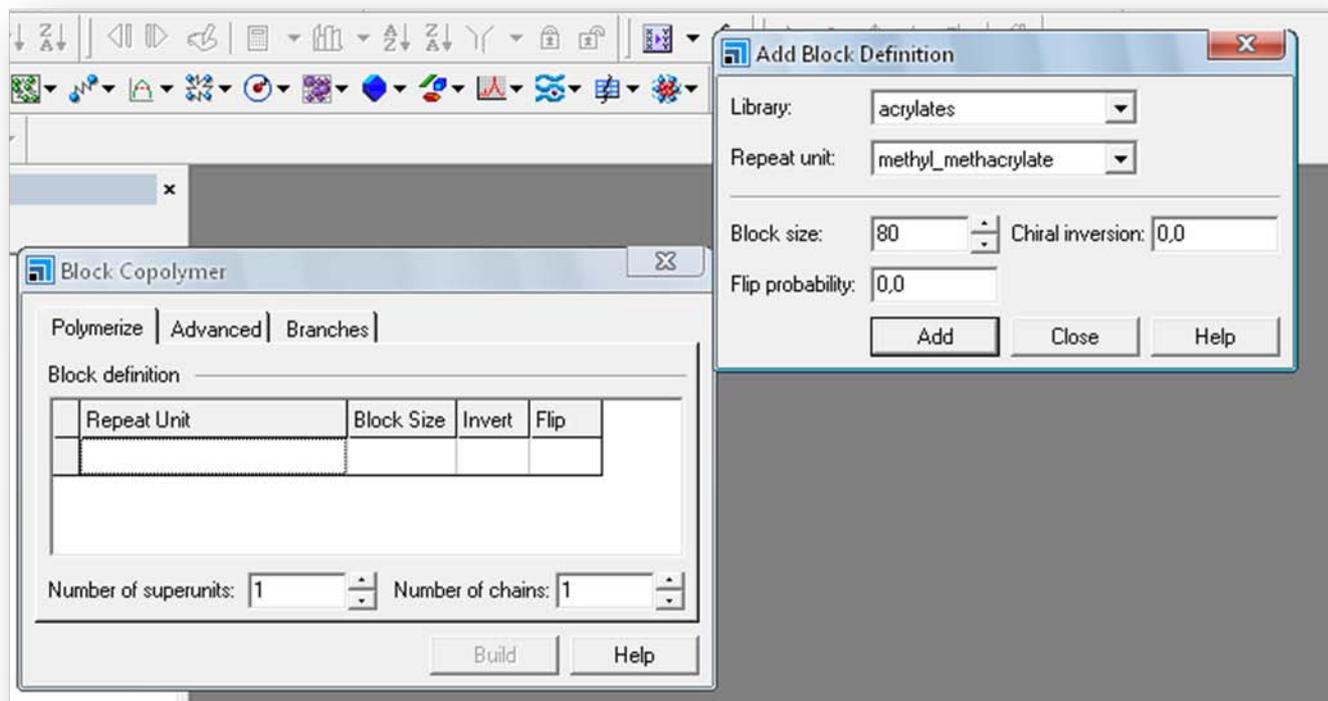 Add Block Definition
Library: acrylates
Repeat unit: methyl_methacrylate
Block size: 80 Chiral inversion: 0,0
Flip probability: 0,0
Add Close Help
Block Copolymer
Polymerize Advanced Branches
Block definition
Repeat Unit Block Size Invert Flip
Number of superunits: 1 Number of chains: 1
Build Help